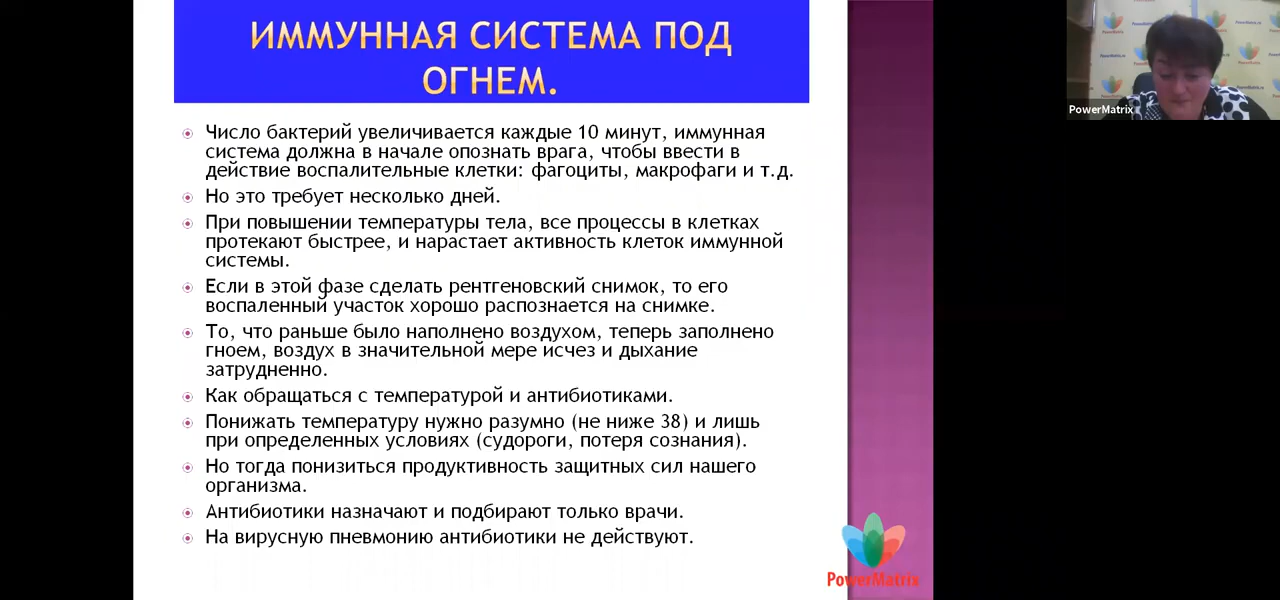 ИММУННАЯ СИСТЕМА ПОД
ОГНЕМ.
Число бактерий увеличивается каждые 10 минут, иммунная
система должна в начале опознать врага, чтобы ввести в
действие воспалительные клетки: фагоциты, макрофаги и т.д.
Но это требует несколько дней.
При повышении температуры тела, все процессы в клетках
протекают быстрее, и нарастает активность клеток иммунной
системы.
Если в этой фазе сделать рентгеновский снимок, то его
воспаленный участок хорошо распознается на снимке.
То, что раньше было наполнено воздухом, теперь заполнено
гноем, воздух в значительной мере исчез и дыхание
затрудненно.
Как обращаться с температурой и антибиотиками.
Понижать температуру нужно разумно (не ниже 38) и лишь
при определенных условиях (судороги, потеря сознания).
Но тогда понизиться продуктивность защитных сил нашего
организма.
Антибиотики назначают и подбирают только врачи.
На вирусную пневмонию антибиотики не действуют.
PowerMatrix
PowerMatrix